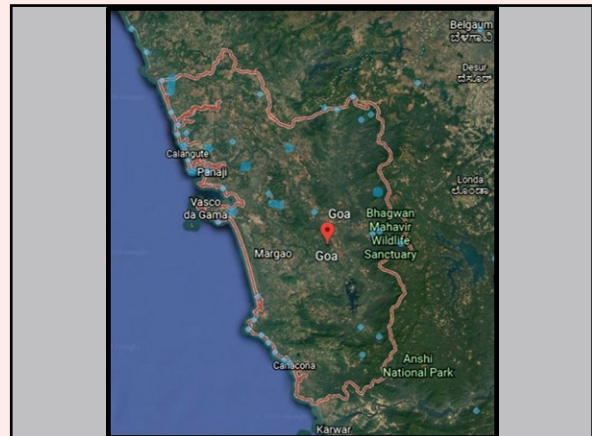 Belgaum
ಬೆಳಗಾವಿ
Desur
ದೆಸೂರ್
Calangute
Panaji
Londa
ಲೋಂಡಾ
Vasco
da Gama
Goa
Bhagwan
Mahavir
Wildlife
Sanctuary
Margao
Goa
Canacona
Anshi
National Park
Karwar